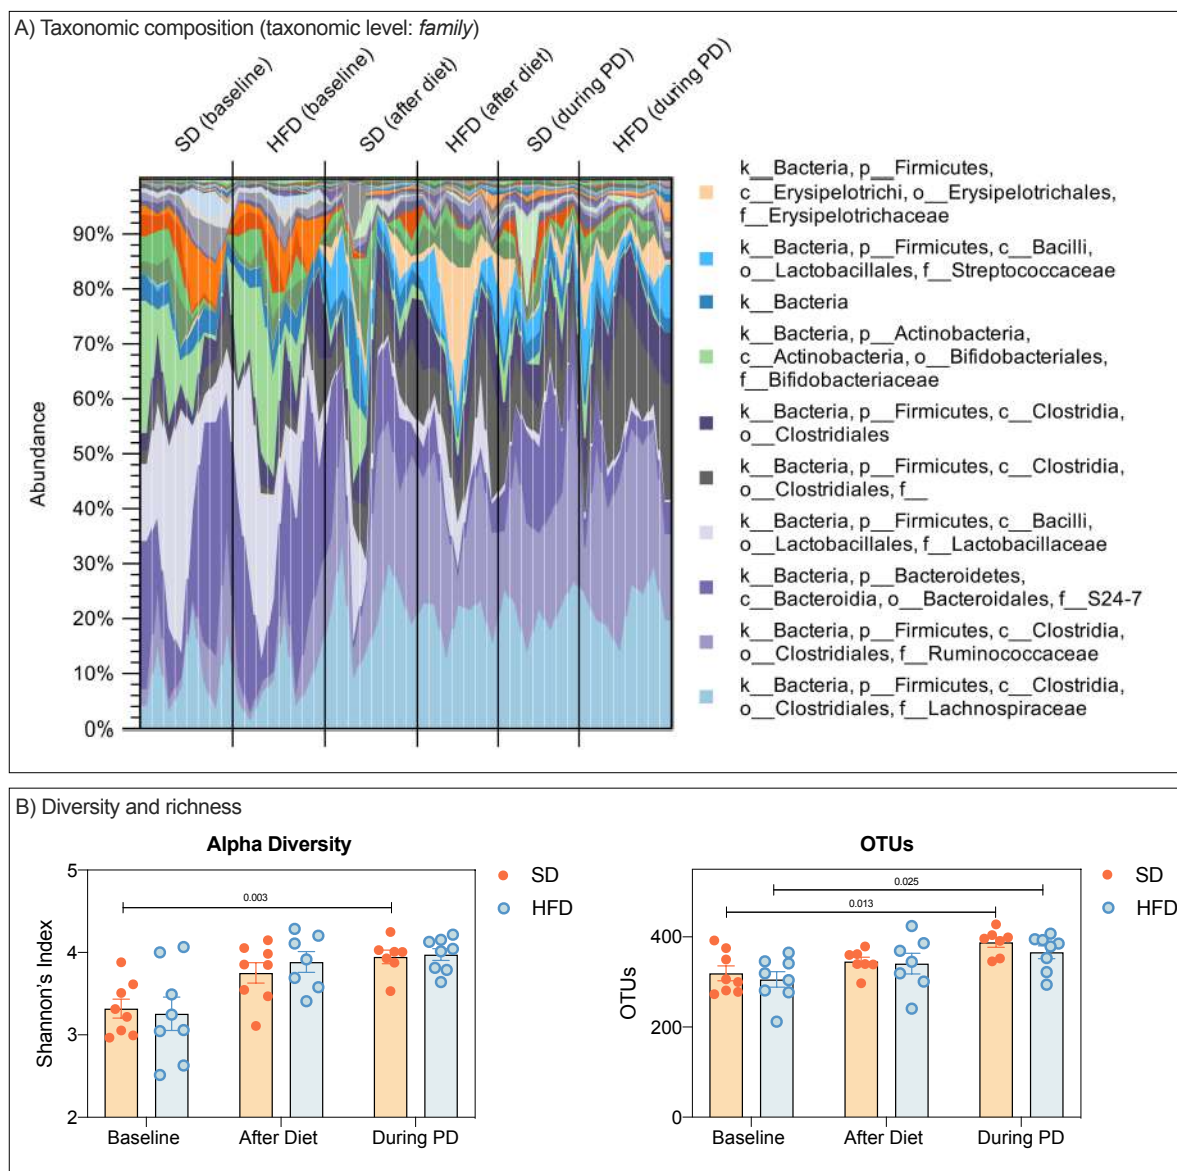 A) Taxonomic composition (taxonomic level: family)
SD (baseline)
HFD (baseline)
SD (after diet)
HFD (after diet)
SD (during PD)
HFD (during PD)
Abundance
90%
80%
70%
60%
50%
40%
30%
20%
10%
0%
k__Bacteria, p__Firmicutes,
c__Erysipelotrichi, o__Erysipelotrichales,
f__Erysipelotrichaceae
k__Bacteria, p__Firmicutes, c__Bacilli,
o__Lactobacillales, f__Streptococcaceae
k__Bacteria
k__Bacteria, p__Actinobacteria,
c__Actinobacteria, o__Bifidobacteriales,
f__Bifidobacteriaceae
k__Bacteria, p__Firmicutes, c__Clostridia,
o__Clostridiales
k__Bacteria, p__Firmicutes, c__Clostridia,
o__Clostridiales, f__
k__Bacteria, p__Firmicutes, c__Bacilli,
o__Lactobacillales, f__Lactobacillaceae
k__Bacteria, p__Bacteroidetes,
c__Bacteroidia, o__Bacteroidales, f__S24-7
k__Bacteria, p__Firmicutes, c__Clostridia,
o__Clostridiales, f__Ruminococcaceae
k__Bacteria, p__Firmicutes, c__Clostridia,
o__Clostridiales, f__Lachnospiraceae
B) Diversity and richness
Alpha Diversity
SD
HFD
Shannon's Index
5
4
3
2
0.003
Baseline
After Diet
During PD
OTUs
SD
HFD
OTUs
400
200
0
0.025
0.013
Baseline
After Diet
During PD